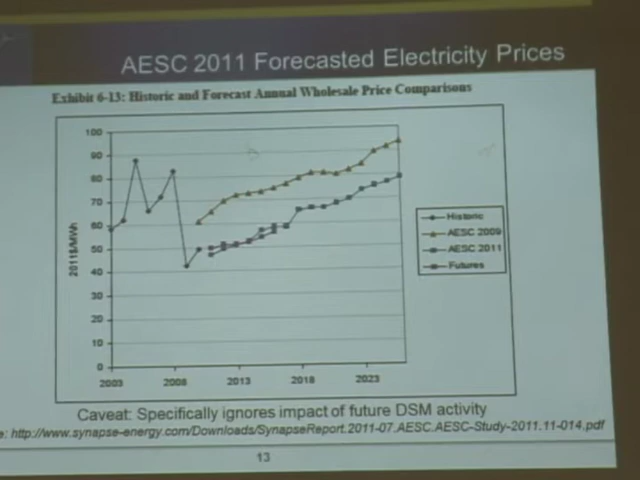 AESC 2011 Forecasted Electricity Prices
Exhibit 6-13: Historic and Forecast Annual Wholesale Price Comparisons
100
90
80
70
60
50
40
30
20
10
0
2011$/MWh
2003
2008
2013
2018
2023
Historic
AESC 2009
AESC 2011
Futures
Caveat: Specifically ignores impact of future DSM activity
e: http://www.synapse-energy.com/Downloads/SynapseReport.2011-07.AESC.AESC-Study-2011.11-014.pdf
13